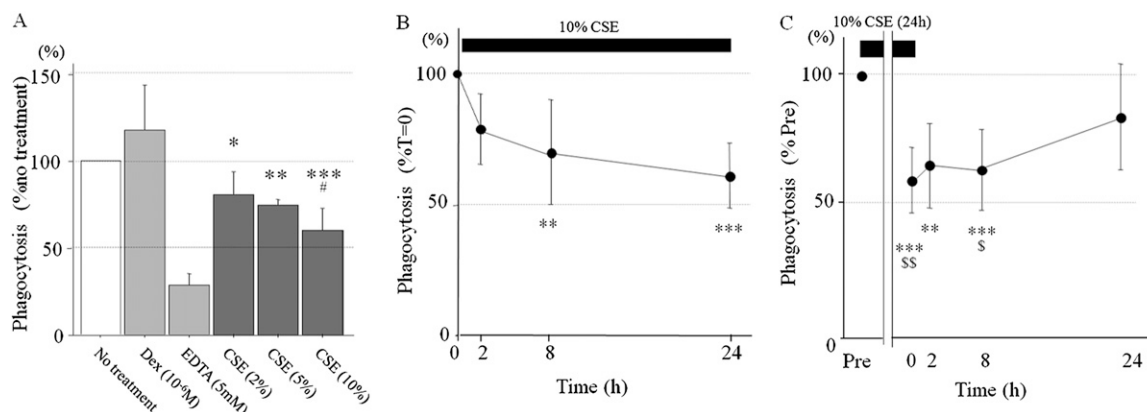 A
(%)
150
100
50
0
Phagocytosis (%no treatment)
*
**
***
#
No treatment
Dex (10⁻⁶M)
EDTA (5mM)
CSE (2%)
CSE (5%)
CSE (10%)
B
(%)
10% CSE
100
50
0
Phagocytosis (%T=0)
**
***
0 2 8 24
Time (h)
C
10% CSE (24h)
(%)
100
50
0
Phagocytosis (% Pre)
***
$$
**
***
$
Pre 0 2 8 24
Time (h)